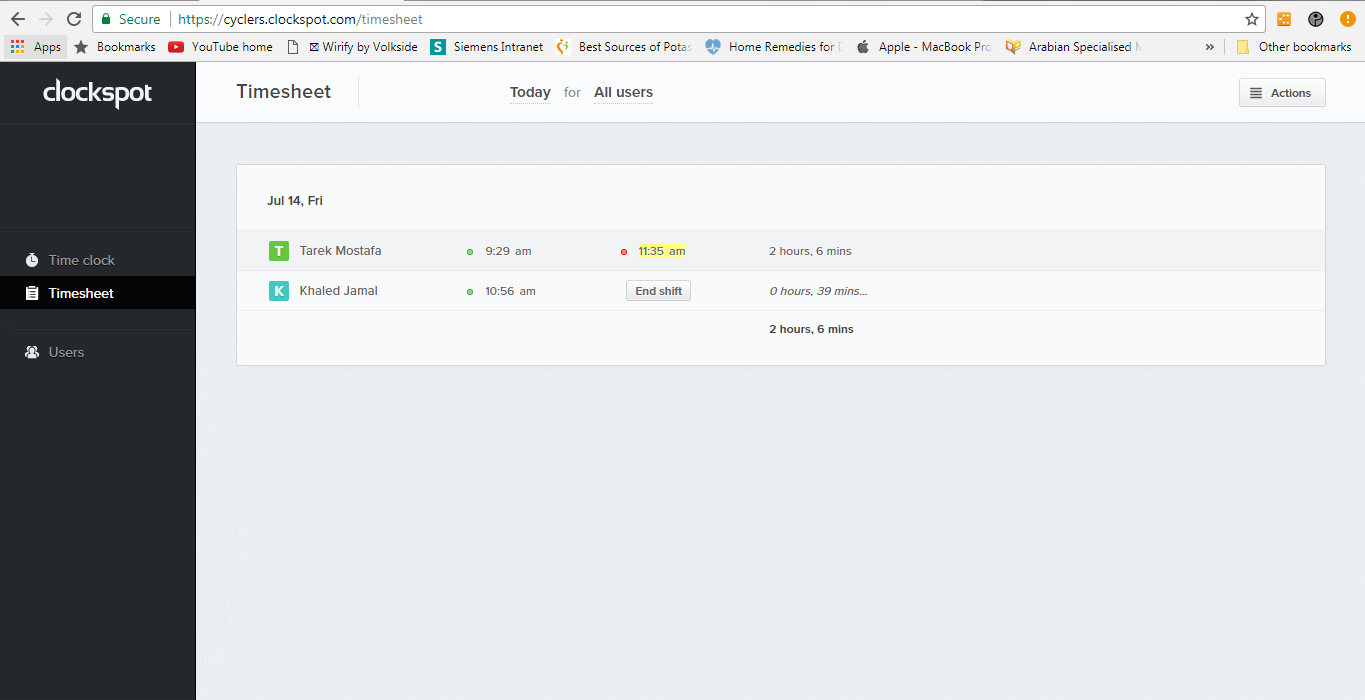 Secure https://cyclers.clockspot.com/timesheet
Apps Bookmarks YouTube home Wirify by Volkside Siemens Intranet Best Sources of Potas Home Remedies for Apple - MacBook Pro Arabian Specialised » Other bookmarks
clockspot
Timesheet Today for All users Actions
Jul 14, Fri
T Tarek Mostafa 9:29 am 11:35 am 2 hours, 6 mins
K Khaled Jamal 10:56 am End shift 0 hours, 39 mins...
2 hours, 6 mins
Time clock
Timesheet
Users